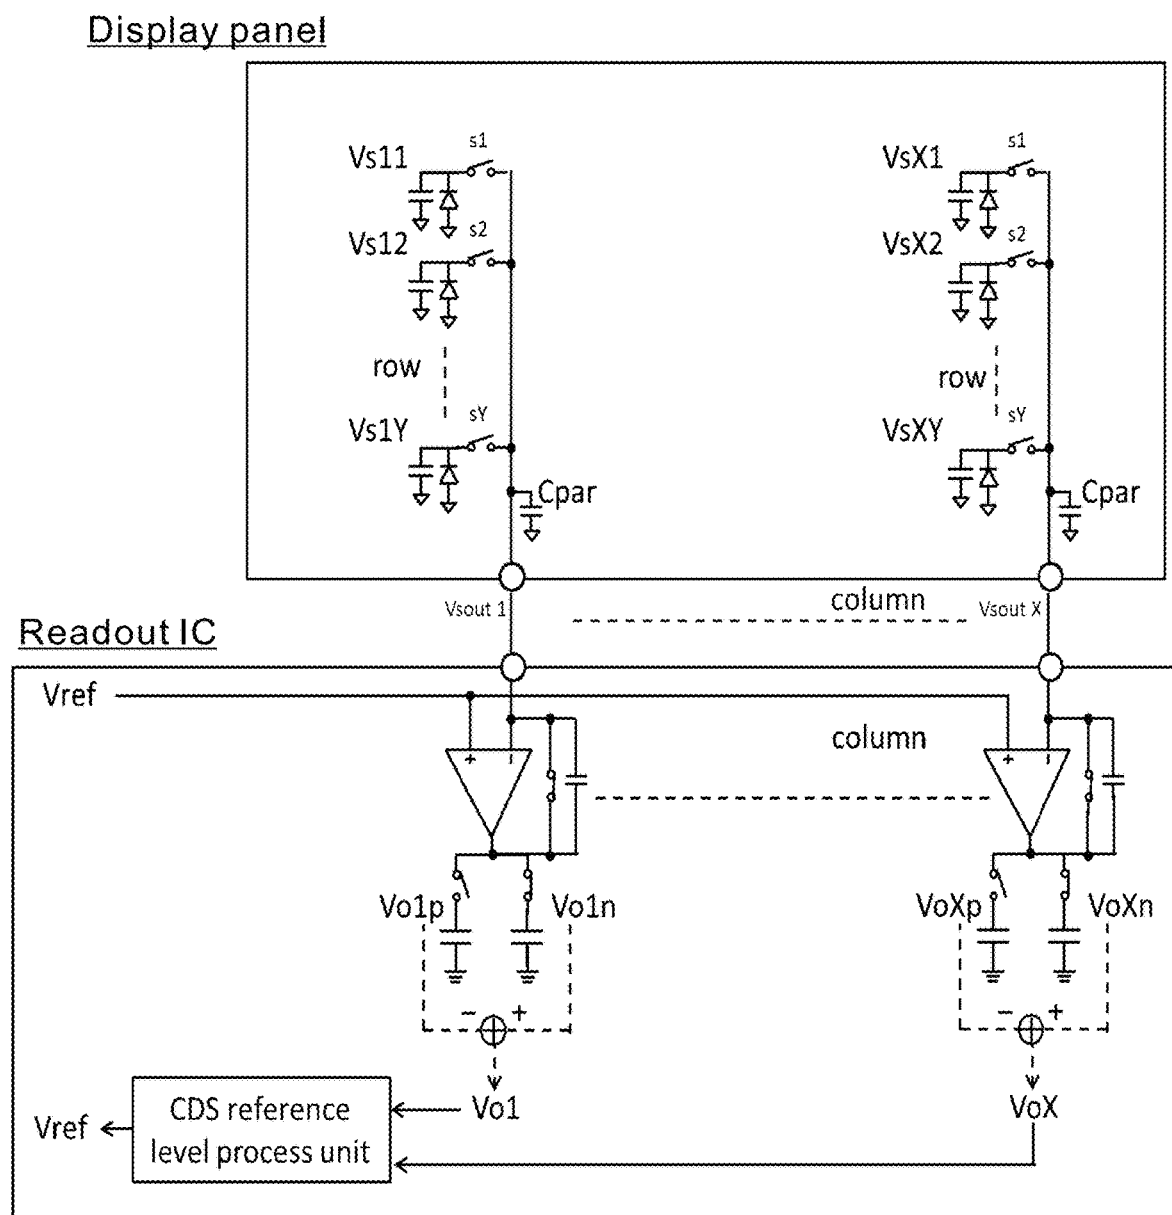 Display panel
Vs11 s1
VsX1 s1
Vs12 s2
VsX2 s2
row
row
Vs1Y sY
VsXY sY
Cpar
Cpar
Vsout 1
column
Vsout X
Readout IC
Vref
column
+ −
+ −
Vo1p
Vo1n
VoXp
VoXn
− +
− +
Vo1
VoX
Vref
CDS reference
level process unit